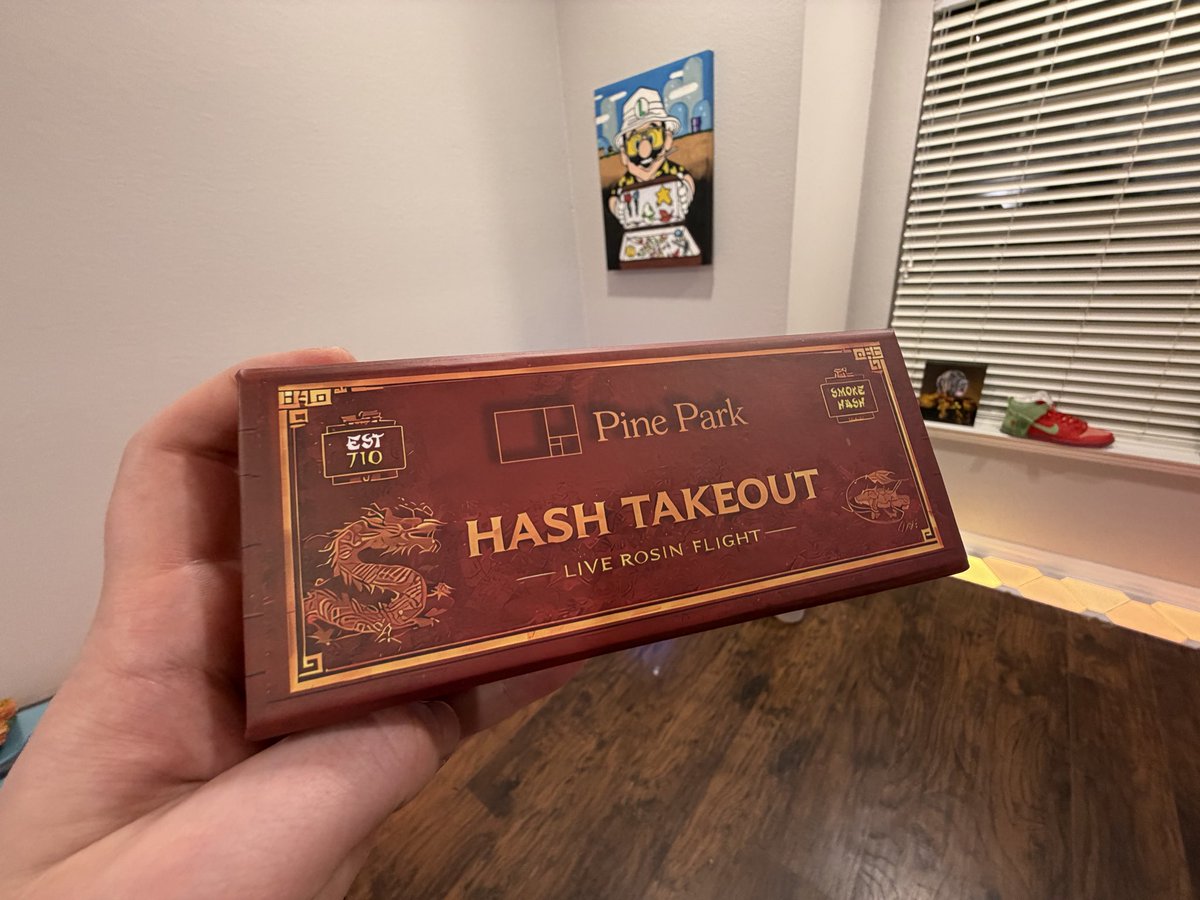 EST
710
Pine Park
SMOKE
HASH
HASH TAKEOUT
LIVE ROSIN FLIGHT